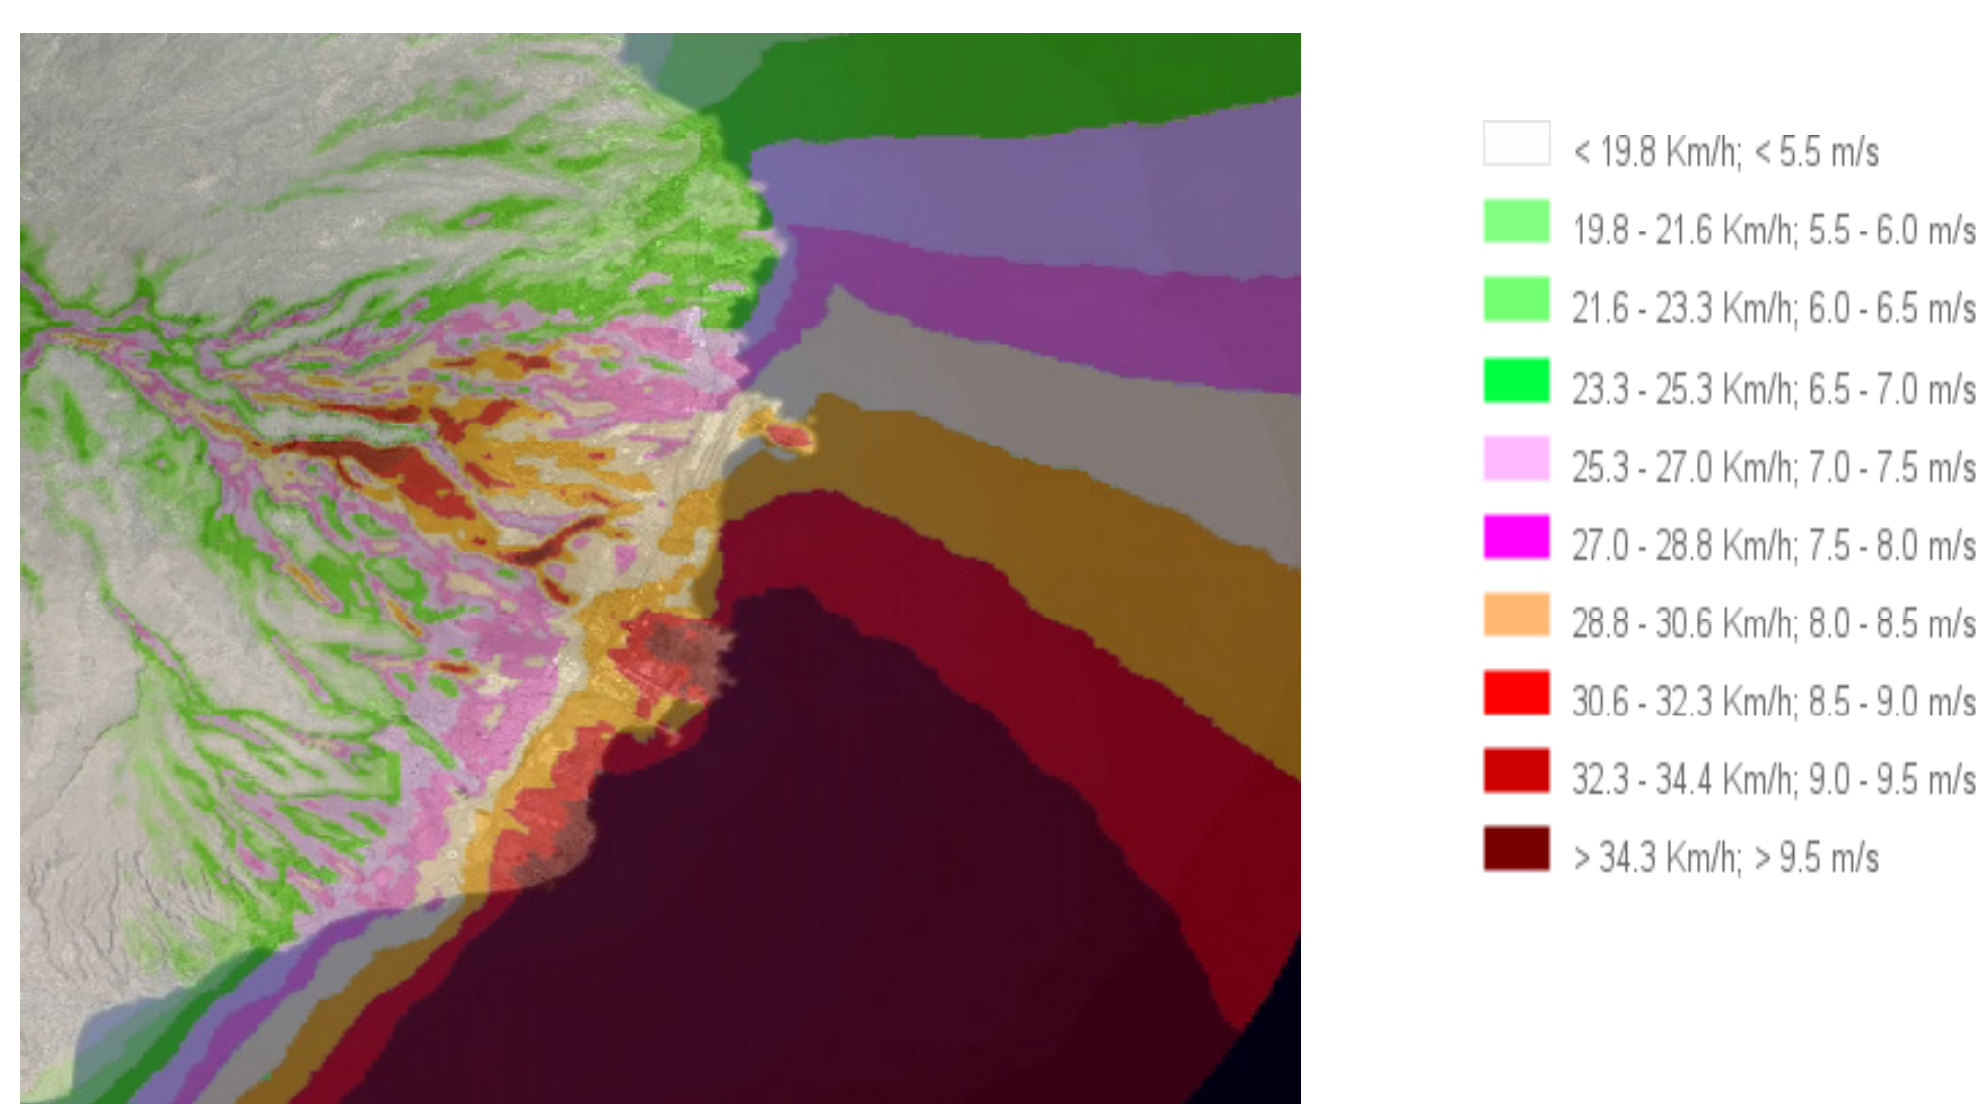 < 19.8 Km/h; < 5.5 m/s
19.8 - 21.6 Km/h; 5.5 - 6.0 m/s
21.6 - 23.3 Km/h; 6.0 - 6.5 m/s
23.3 - 25.3 Km/h; 6.5 - 7.0 m/s
25.3 - 27.0 Km/h; 7.0 - 7.5 m/s
27.0 - 28.8 Km/h; 7.5 - 8.0 m/s
28.8 - 30.6 Km/h; 8.0 - 8.5 m/s
30.6 - 32.3 Km/h; 8.5 - 9.0 m/s
32.3 - 34.4 Km/h; 9.0 - 9.5 m/s
> 34.3 Km/h; > 9.5 m/s